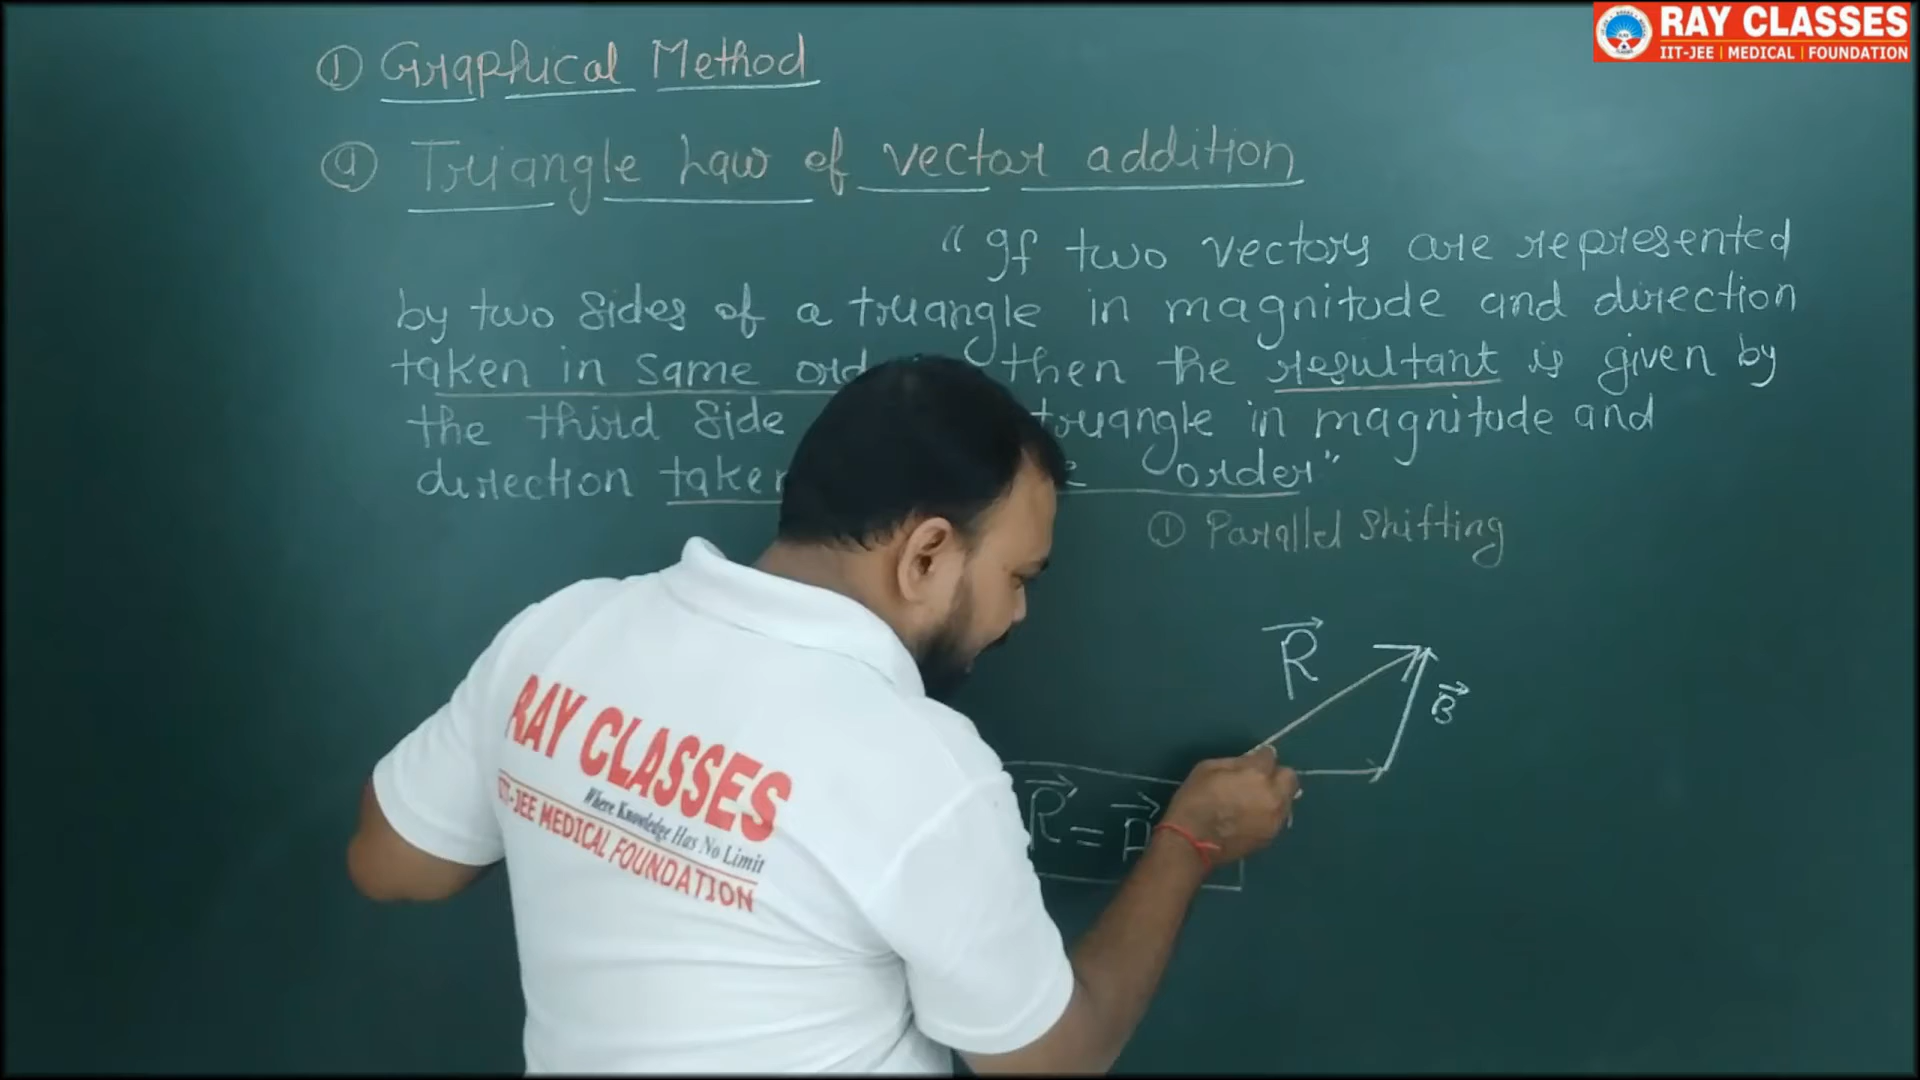 RAY CLASSES
IIT-JEE | MEDICAL | FOUNDATION
① Graphical Method
ⓐ Triangle Law of vector addition
"If two vectors are represented
by two sides of a triangle in magnitude and direction
taken in same then the resultant is given by
the third side triangle in magnitude and
direction taken order"
① Parallel Shifting
R⃗
B⃗
R⃗ = A⃗
RAY CLASSES
Where Knowledge Has No Limit
IIT-JEE MEDICAL FOUNDATION